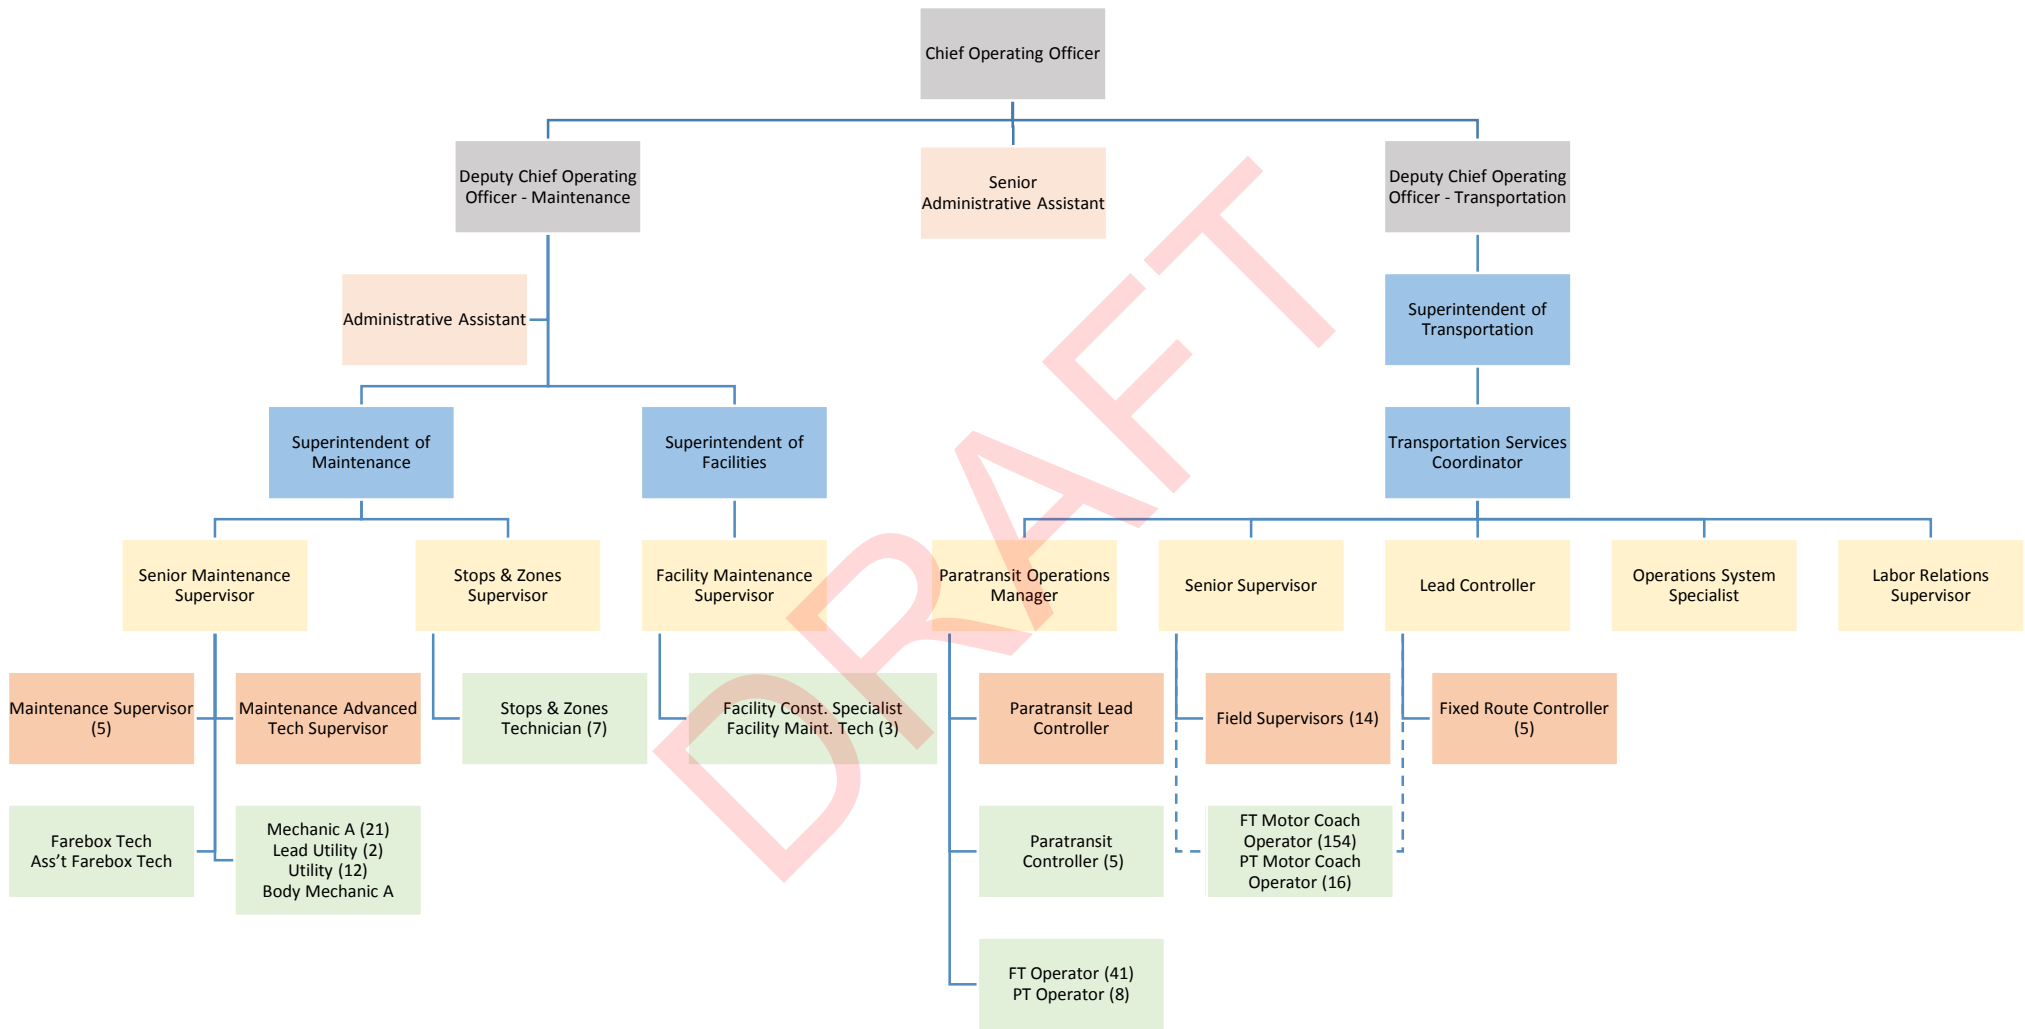 Chief Operating Officer
Deputy Chief Operating
Officer - Maintenance
Senior
Administrative Assistant
Deputy Chief Operating
Officer - Transportation
Administrative Assistant
Superintendent of
Transportation
Superintendent of
Maintenance
Superintendent of
Facilities
Transportation Services
Coordinator
Senior Maintenance
Supervisor
Stops & Zones
Supervisor
Facility Maintenance
Supervisor
Paratransit Operations
Manager
Senior Supervisor
Lead Controller
Operations System
Specialist
Labor Relations
Supervisor
Maintenance Supervisor
(5)
Maintenance Advanced
Tech Supervisor
Stops & Zones
Technician (7)
Facility Const. Specialist
Facility Maint. Tech (3)
Paratransit Lead
Controller
Field Supervisors (14)
Fixed Route Controller
(5)
Farebox Tech
Ass't Farebox Tech
Mechanic A (21)
Lead Utility (2)
Utility (12)
Body Mechanic A
Paratransit
Controller (5)
FT Motor Coach
Operator (154)
PT Motor Coach
Operator (16)
FT Operator (41)
PT Operator (8)
DRAFT